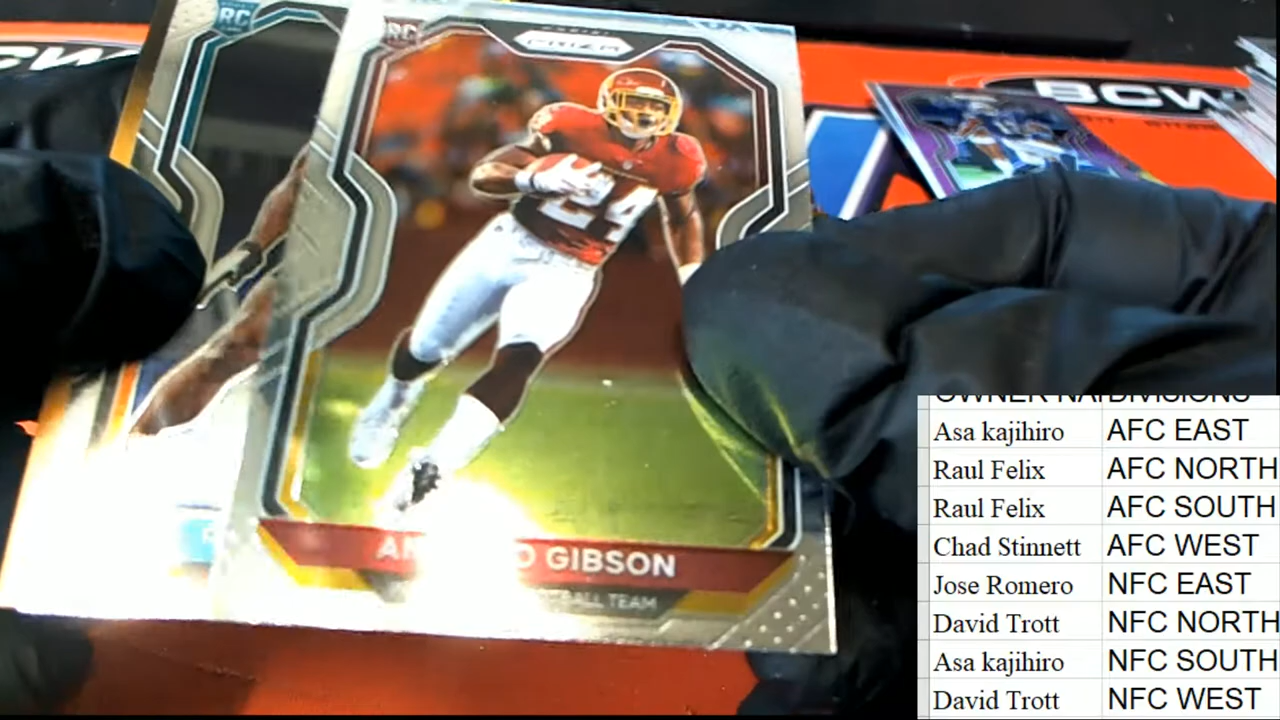 RC
RC
PANINI
PRIZM
BCW
24
GIBSON
TEAM
OWNER DIVISIONS
Asa kajihiro AFC EAST
Raul Felix AFC NORTH
Raul Felix AFC SOUTH
Chad Stinnett AFC WEST
Jose Romero NFC EAST
David Trott NFC NORTH
Asa kajihiro NFC SOUTH
David Trott NFC WEST